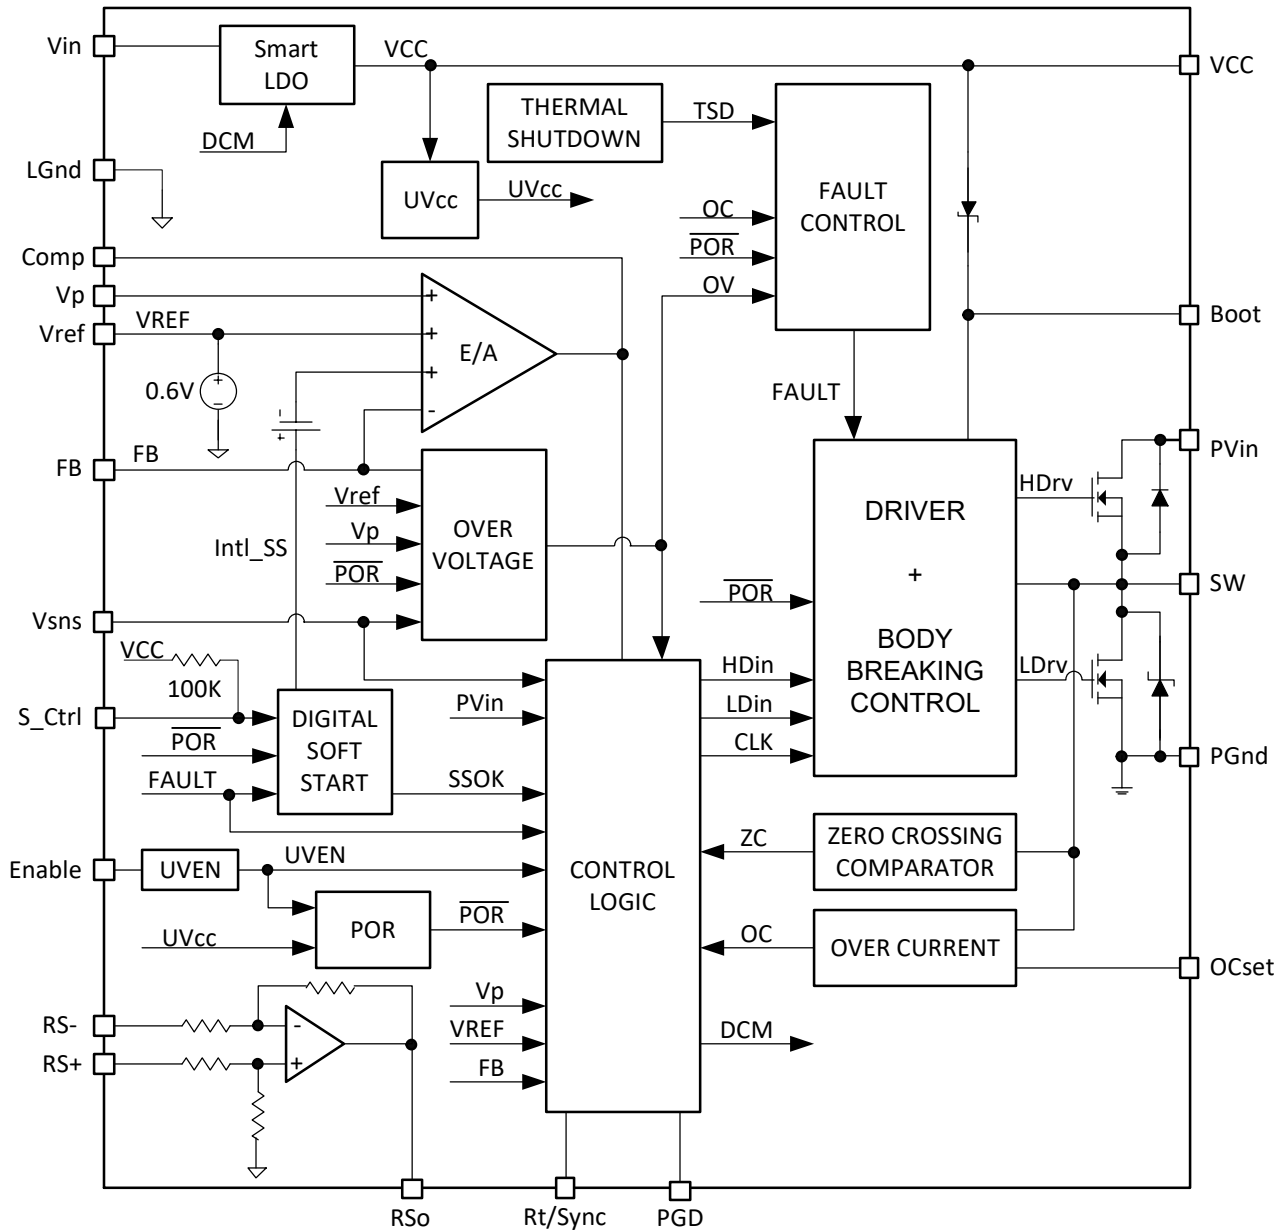 Vin
Smart
LDO
VCC
VCC
DCM
THERMAL
SHUTDOWN
TSD
LGnd
UVcc
UVcc
FAULT
CONTROL
OC
POR
OV
Comp
Vp
Vref
VREF
+
+
+
-
E/A
0.6V
+
-
-
+
Boot
FAULT
FB
FB
PVin
Vref
Vp
POR
OVER
VOLTAGE
Intl_SS
HDrv
DRIVER
+
BODY
BREAKING
CONTROL
SW
POR
Vsns
VCC
100K
HDin
LDrv
S_Ctrl
DIGITAL
SOFT
START
PVin
LDin
POR
CLK
PGnd
FAULT
SSOK
ZC
ZERO CROSSING
COMPARATOR
Enable
UVEN
UVEN
CONTROL
LOGIC
POR
POR
UVcc
OC
OVER CURRENT
OCset
Vp
RS-
-
VREF
DCM
RS+
+
FB
RSo
Rt/Sync
PGD